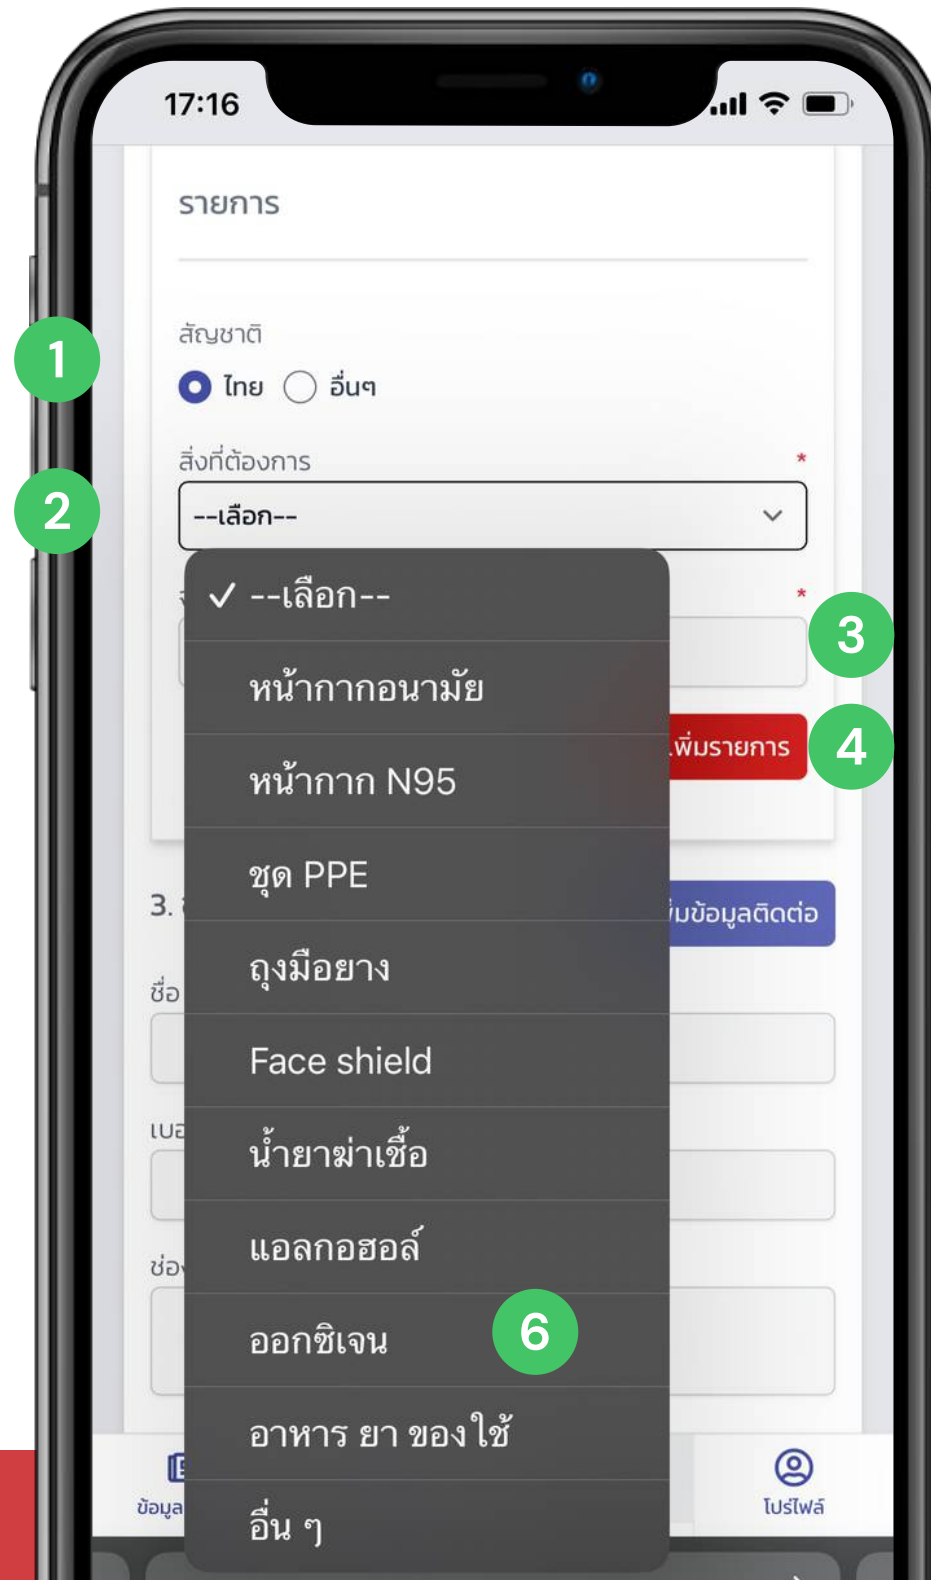 17:16
รายการ
1
สัญชาติ
ไทย อื่นๆ
สิ่งที่ต้องการ *
2
--เลือก--
✓ --เลือก--
*
3
หน้ากากอนามัย
เพิ่มรายการ
4
หน้ากาก N95
ชุด PPE
3.
ข้อมูลติดต่อ
ถุงมือยาง
ชื่อ
Face shield
น้ำยาฆ่าเชื้อ
แอลกอฮอล์
ออกซิเจน
6
อาหาร ยา ของใช้
ข้อมูล
โปรไฟล์
อื่น ๆ